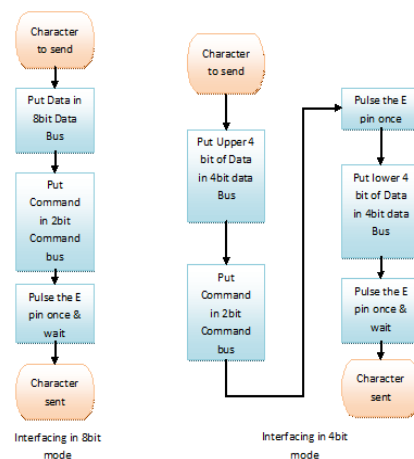 Character
to send
Put Data in
8bit Data
Bus
Put
Command
in 2bit
Command
bus
Pulse the E
pin once &
wait
Character
sent
Interfacing in 8bit
mode
Character
to send
Put Upper 4
bit of Data
in 4bit data
Bus
Put
Command
in 2bit
Command
bus
Pulse the E
pin once
Put lower 4
bit of Data
in 4bit data
Bus
Pulse the E
pin once &
wait
Character
sent
Interfacing in 4bit
mode